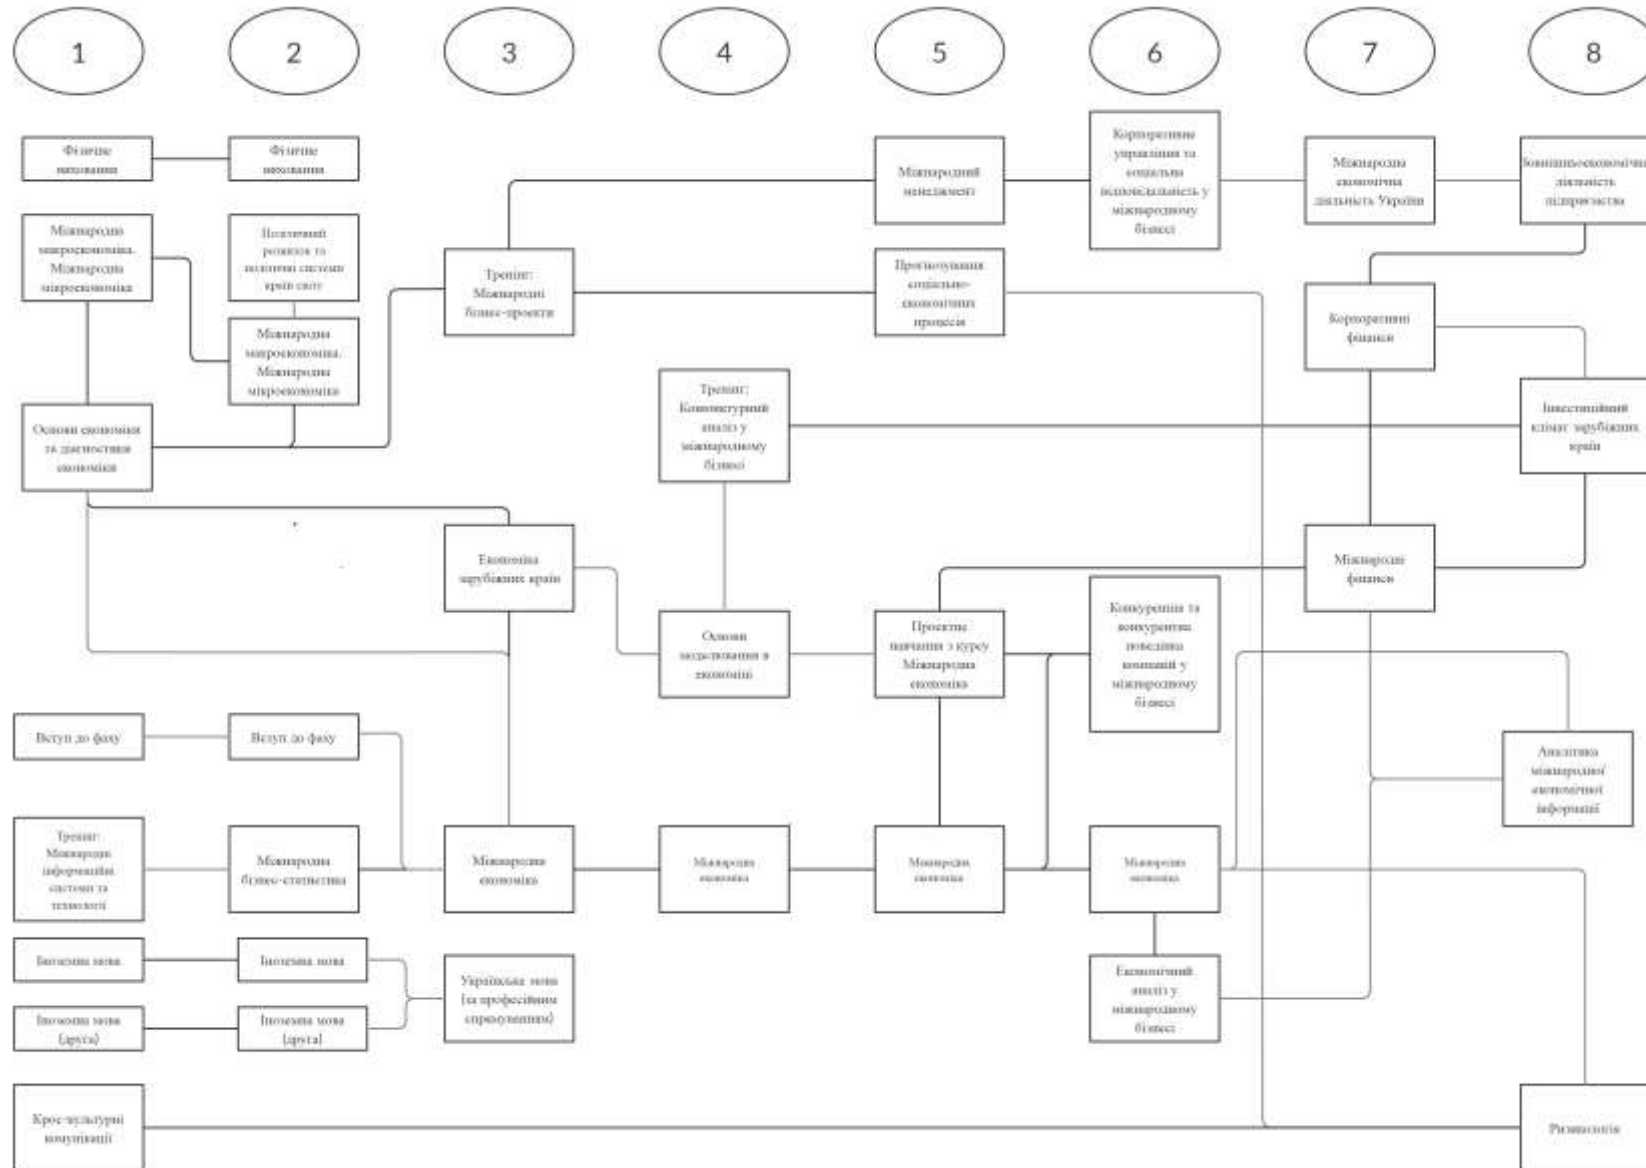 1
2
3
4
5
6
7
8
Фізичне
виховання
Фізичне
виховання
Міжнародний
менеджмент
Корпоративне
управління та
соціальна
відповідальність у
міжнародному
бізнесі
Міжнародна
економічна
діяльність України
Зовнішньоекономічна
діяльність
підприємства
Міжнародна
макроекономіка.
Міжнародна
мікроекономіка
Політичний
розвиток та
політичні системи
країн світу
Тренінг:
Міжнародні
бізнес-проекти
Прогнозування
соціально-
економічних
процесів
Корпоративні
фінанси
Міжнародна
макроекономіка.
Міжнародна
мікроекономіка
Тренінг:
Кон'юнктурний
аналіз у
міжнародному
бізнесі
Інвестиційний
клімат зарубіжних
країн
Основи економіки
та діагностики
економіки
Економіка
зарубіжних країн
Міжнародні
фінанси
Основи
моделювання в
економіці
Проектне
навчання з курсу
Міжнародна
економіка
Конкуренція та
конкурентна
поведінка
компаній у
міжнародному
бізнесі
Вступ до фаху
Вступ до фаху
Аналітика
міжнародної
економічної
інформації
Тренінг:
Міжнародні
інформаційні
системи та
технології
Міжнародна
бізнес-статистика
Міжнародна
економіка
Міжнародна
економіка
Міжнародна
економіка
Міжнародна
економіка
Іноземна мова
Іноземна мова
Українська мова
(за професійним
спрямуванням)
Економічний
аналіз у
міжнародному
бізнесі
Іноземна мова
(друга)
Іноземна мова
(друга)
Крос-культурні
комунікації
Ризикологія